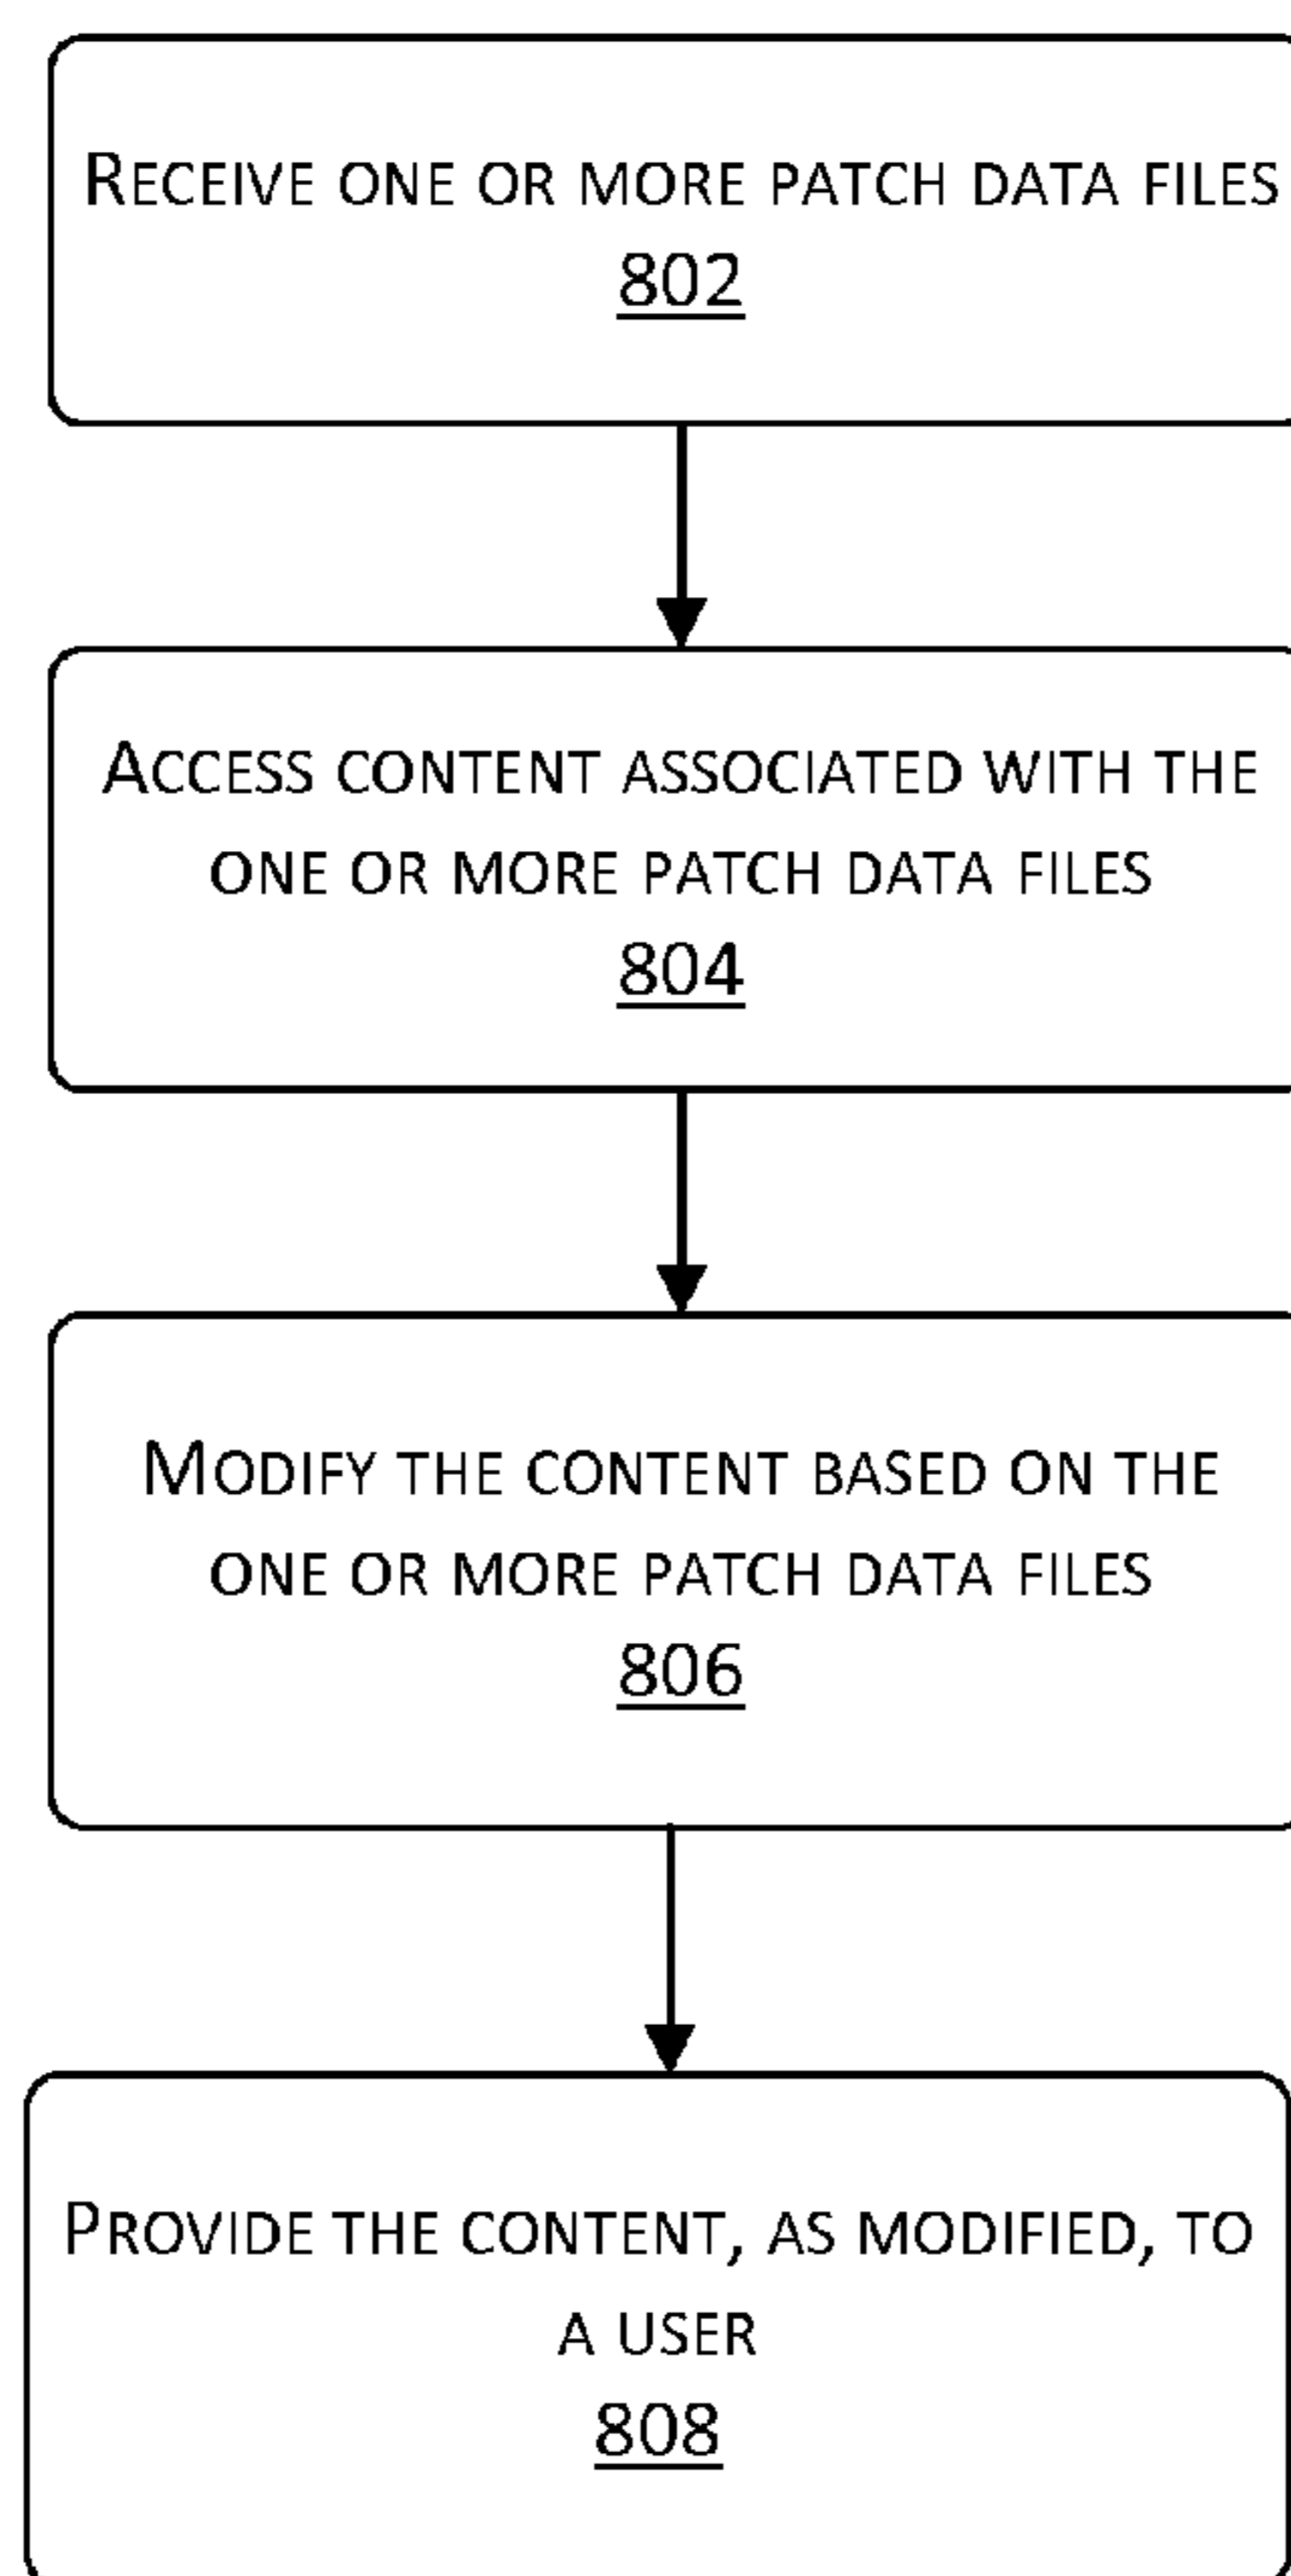 RECEIVE ONE OR MORE PATCH DATA FILES
802
ACCESS CONTENT ASSOCIATED WITH THE
ONE OR MORE PATCH DATA FILES
804
MODIFY THE CONTENT BASED ON THE
ONE OR MORE PATCH DATA FILES
806
PROVIDE THE CONTENT, AS MODIFIED, TO
A USER
808